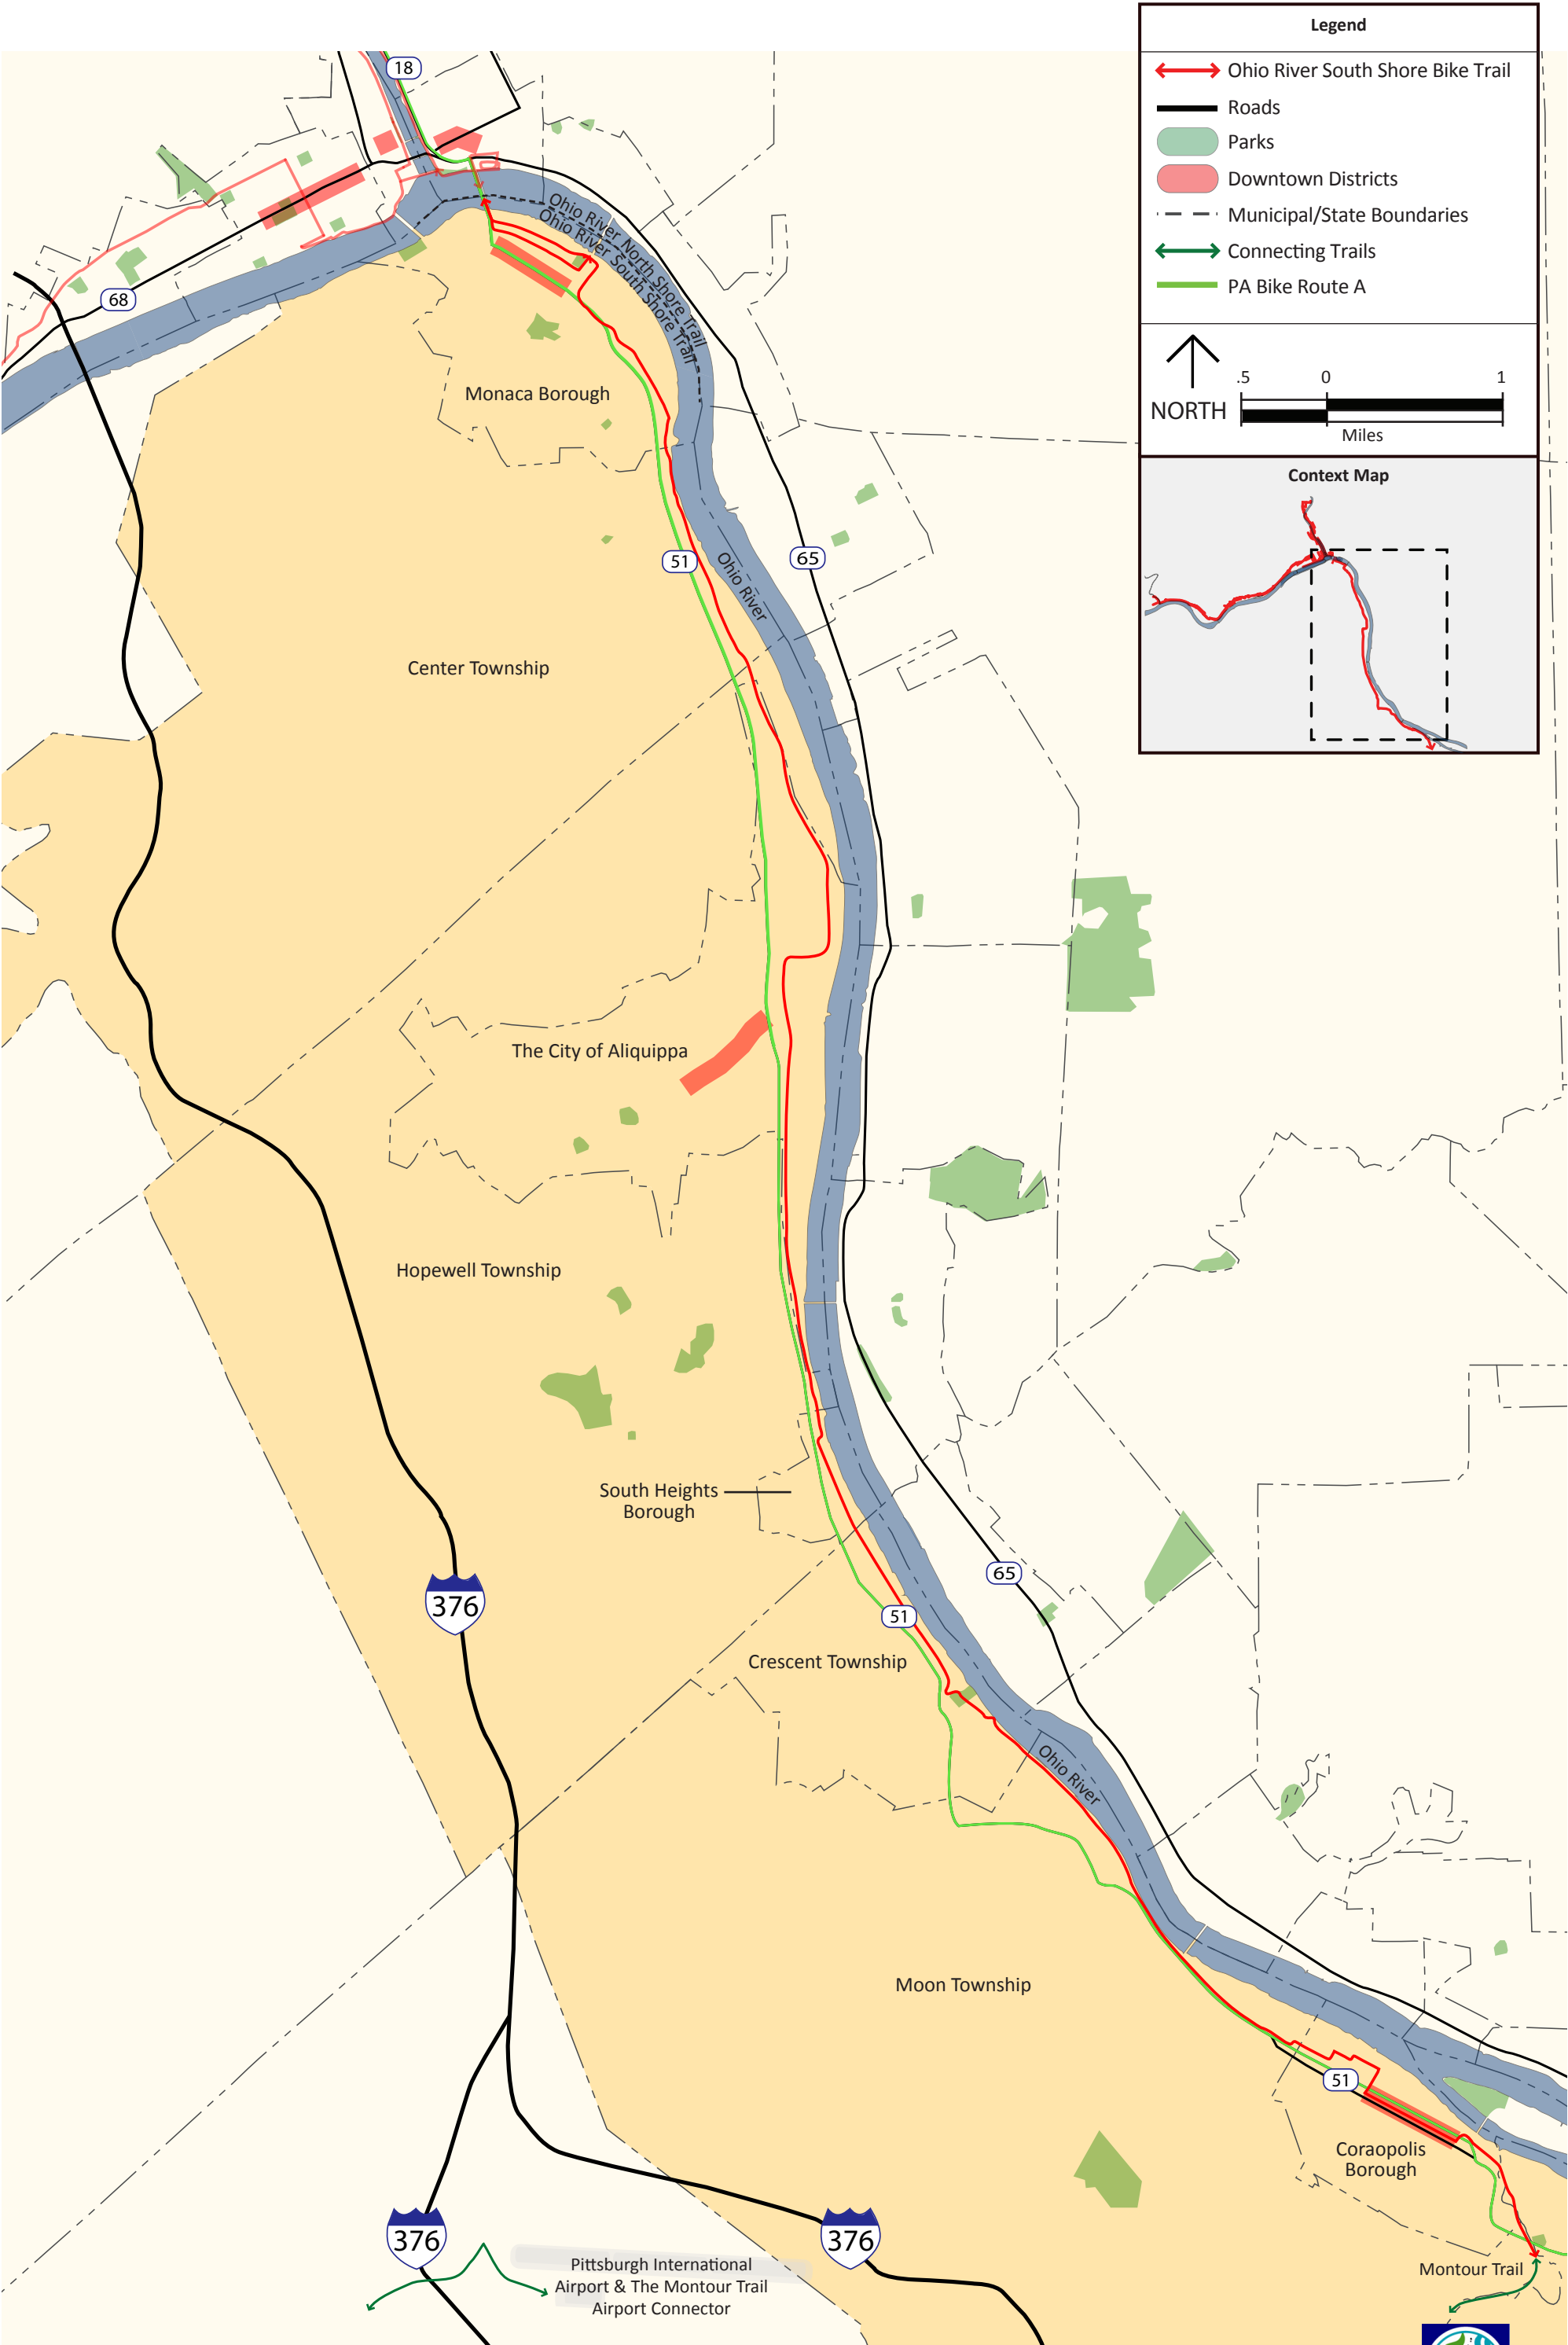 Legend
Ohio River South Shore Bike Trail
Roads
Parks
Downtown Districts
Municipal/State Boundaries
Connecting Trails
PA Bike Route A
NORTH
.5 0 1
Miles
Context Map
18
68
Ohio River North Shore Trail
Ohio River South Shore Trail
Monaca Borough
51
65
Ohio River
Center Township
The City of Aliquippa
Hopewell Township
South Heights
Borough
376
65
51
Crescent Township
Ohio River
Moon Township
51
Coraopolis
Borough
376
376
Pittsburgh International
Airport & The Montour Trail
Airport Connector
Montour Trail